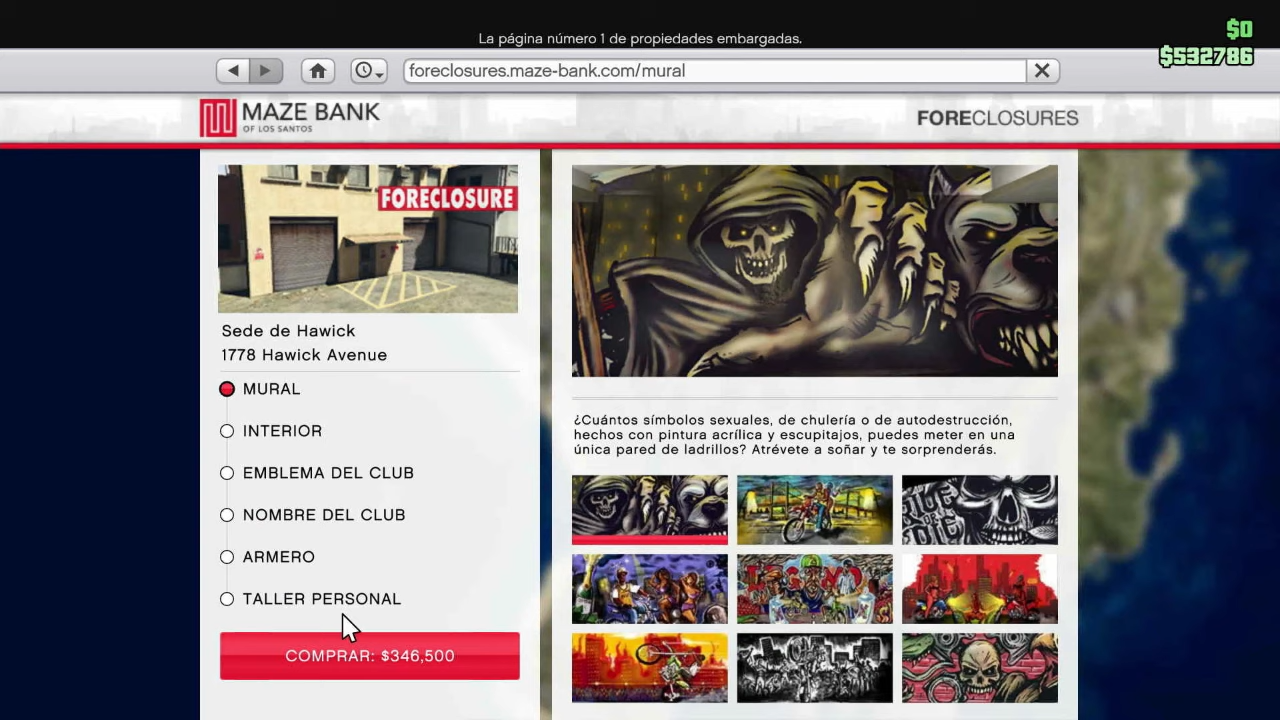 La página número 1 de propiedades embargadas.
$0
$532786
foreclosures.maze-bank.com/mural
MAZE BANK
OF LOS SANTOS
FORECLOSURES
FORECLOSURE
Sede de Hawick
1778 Hawick Avenue
MURAL
INTERIOR
EMBLEMA DEL CLUB
NOMBRE DEL CLUB
ARMERO
TALLER PERSONAL
COMPRAR: $346,500
¿Cuántos símbolos sexuales, de chulería o de autodestrucción,
hechos con pintura acrílica y escupitajos, puedes meter en una
única pared de ladrillos? Atrévete a soñar y te sorprenderás.
DIE